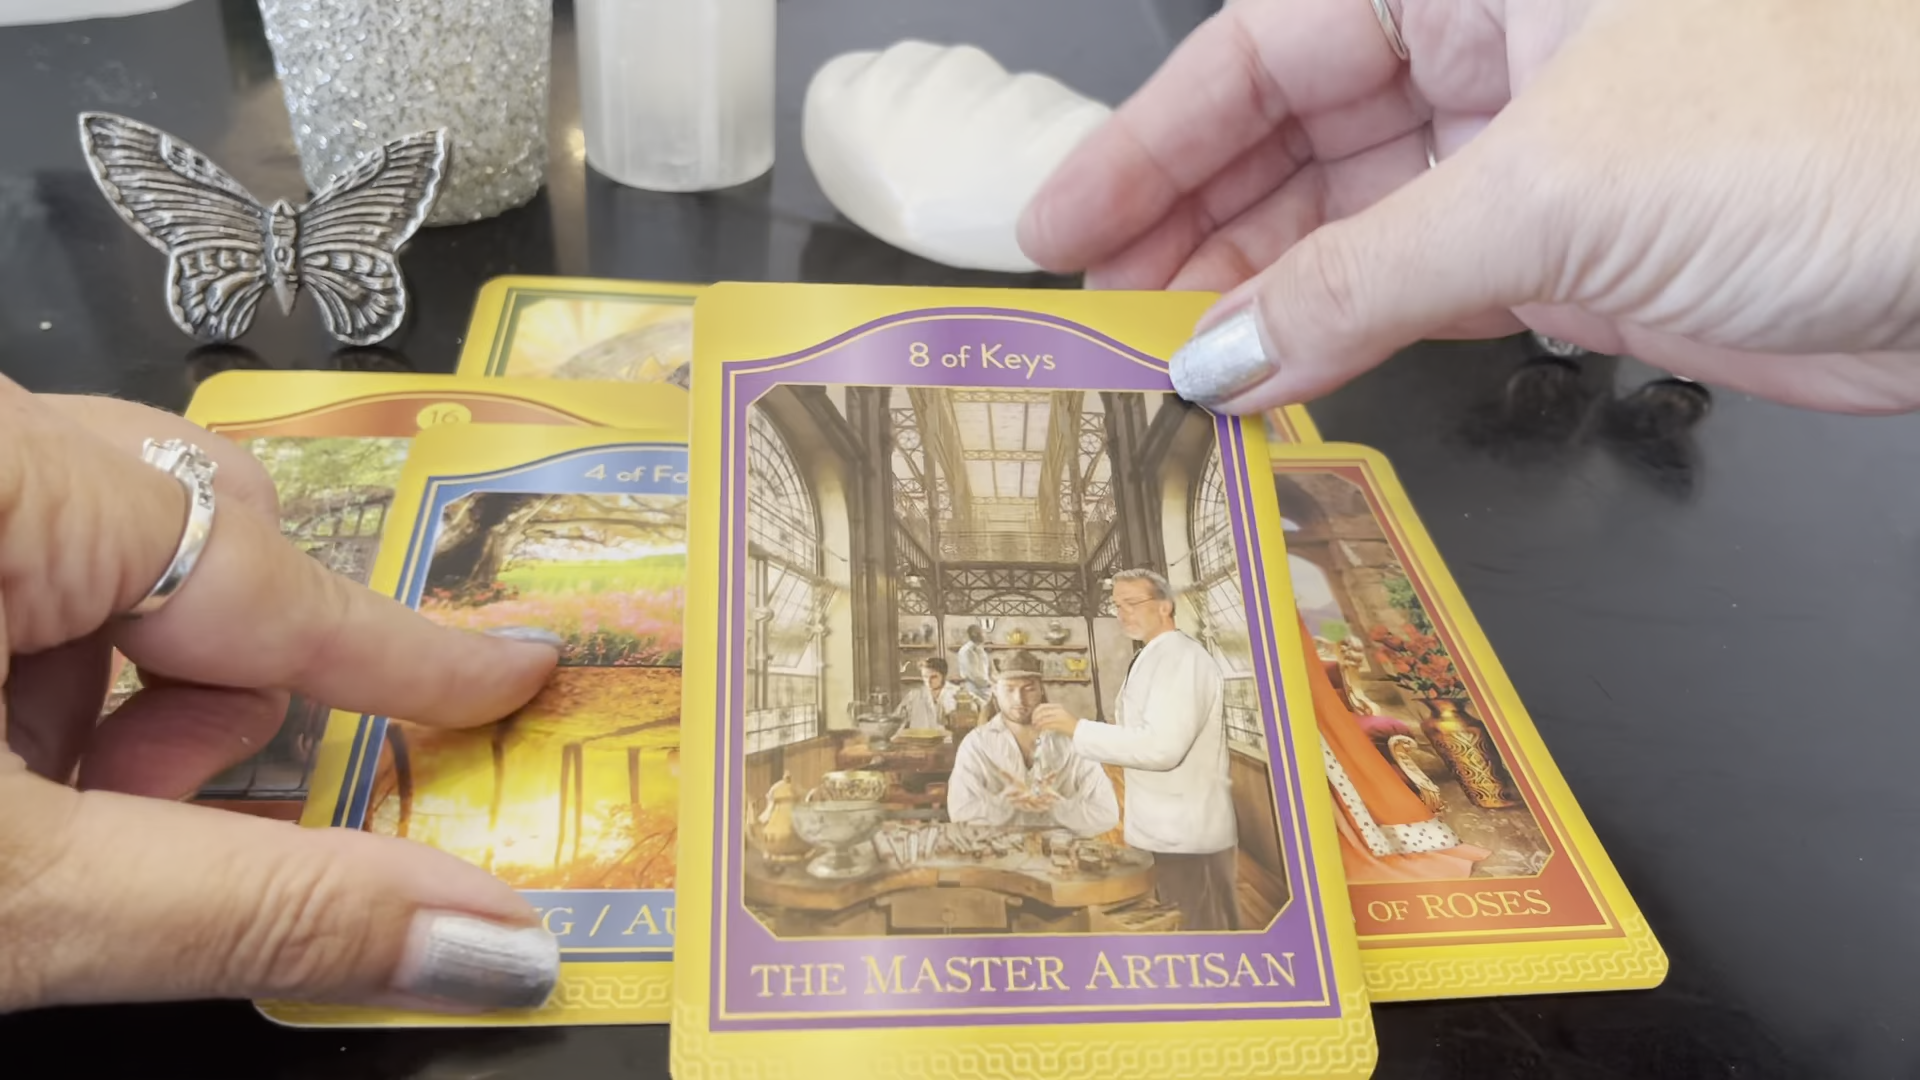 8 of Keys
16
4 of Fo
G / AU
OF ROSES
THE MASTER ARTISAN